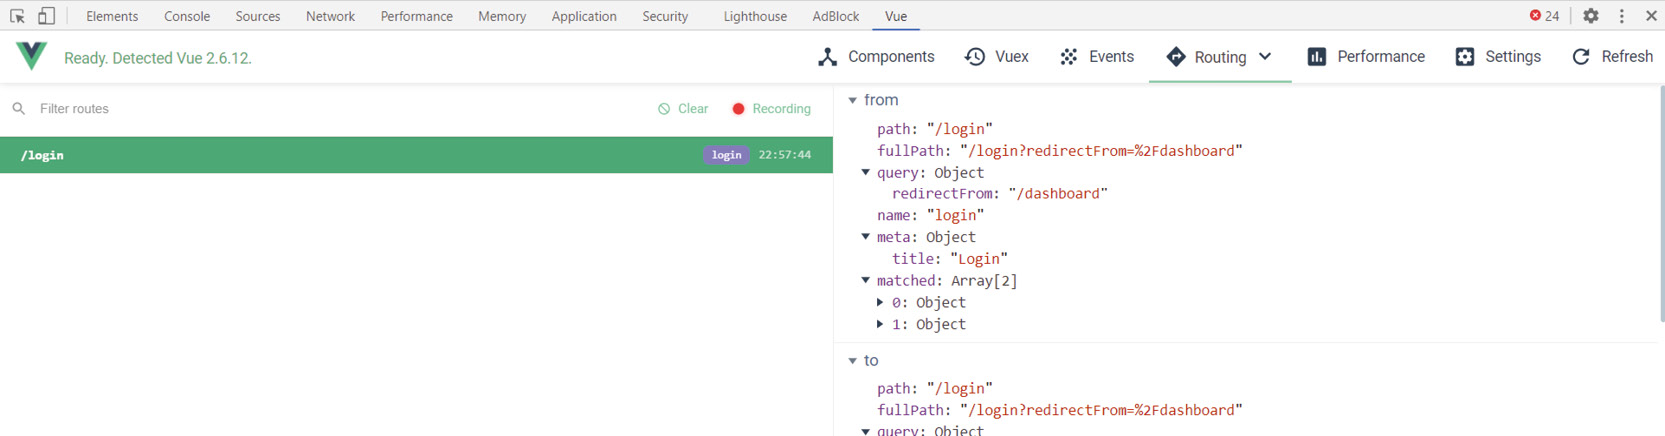 Elements Console Sources Network Performance Memory Application Security Lighthouse AdBlock Vue 24
Ready. Detected Vue 2.6.12. Components Vuex Events Routing Performance Settings Refresh
Filter routes Clear Recording
/login login 22:57:44
from
path: "/login"
fullPath: "/login?redirectFrom=%2Fdashboard"
query: Object
redirectFrom: "/dashboard"
name: "login"
meta: Object
title: "Login"
matched: Array[2]
0: Object
1: Object
to
path: "/login"
fullPath: "/login?redirectFrom=%2Fdashboard"
query: Object